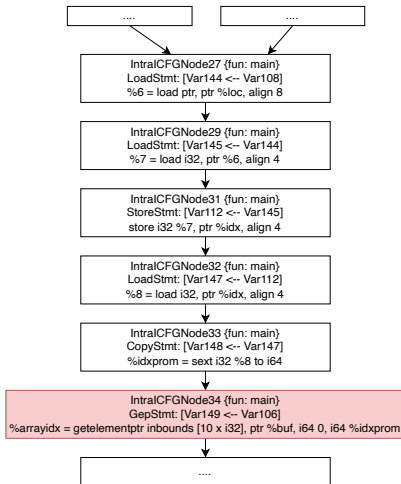 ....
....
IntraICFGNode27 {fun: main}
LoadStmt: [Var144 <-- Var108]
%6 = load ptr, ptr %loc, align 8
IntraICFGNode29 {fun: main}
LoadStmt: [Var145 <-- Var144]
%7 = load i32, ptr %6, align 4
IntraICFGNode31 {fun: main}
StoreStmt: [Var112 <-- Var145]
store i32 %7, ptr %idx, align 4
IntraICFGNode32 {fun: main}
LoadStmt: [Var147 <-- Var112]
%8 = load i32, ptr %idx, align 4
IntraICFGNode33 {fun: main}
CopyStmt: [Var148 <-- Var147]
%idxprom = sext i32 %8 to i64
IntraICFGNode34 {fun: main}
GepStmt: [Var149 <-- Var106]
%arrayidx = getelementptr inbounds [10 x i32], ptr %buf, i64 0, i64 %idxprom
....